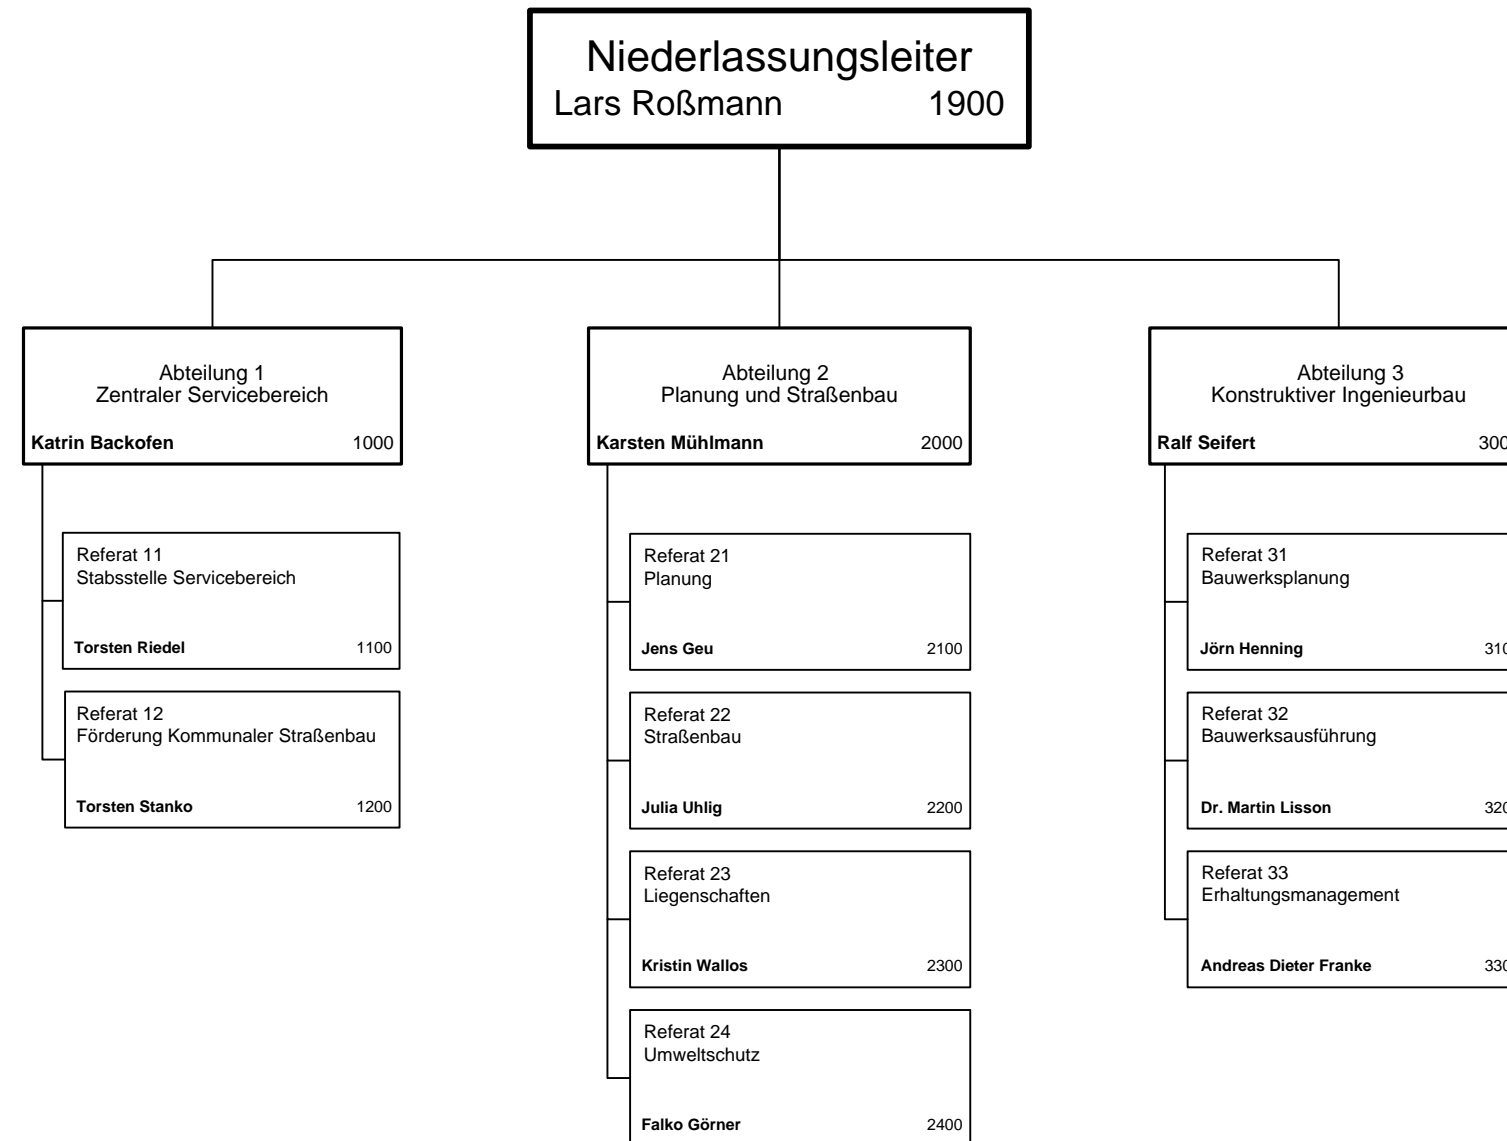 Niederlassungsleiter
Lars Roßmann 1900
Abteilung 1
Zentraler Servicebereich
Katrin Backofen 1000
Referat 11
Stabsstelle Servicebereich
Torsten Riedel 1100
Referat 12
Förderung Kommunaler Straßenbau
Torsten Stanko 1200
Abteilung 2
Planung und Straßenbau
Karsten Mühlmann 2000
Referat 21
Planung
Jens Geu 2100
Referat 22
Straßenbau
Julia Uhlig 2200
Referat 23
Liegenschaften
Kristin Wallos 2300
Referat 24
Umweltschutz
Falko Görner 2400
Abteilung 3
Konstruktiver Ingenieurbau
Ralf Seifert
Referat 31
Bauwerksplanung
Jörn Henning
Referat 32
Bauwerksausführung
Dr. Martin Lisson
Referat 33
Erhaltungsmanagement
Andreas Dieter Franke